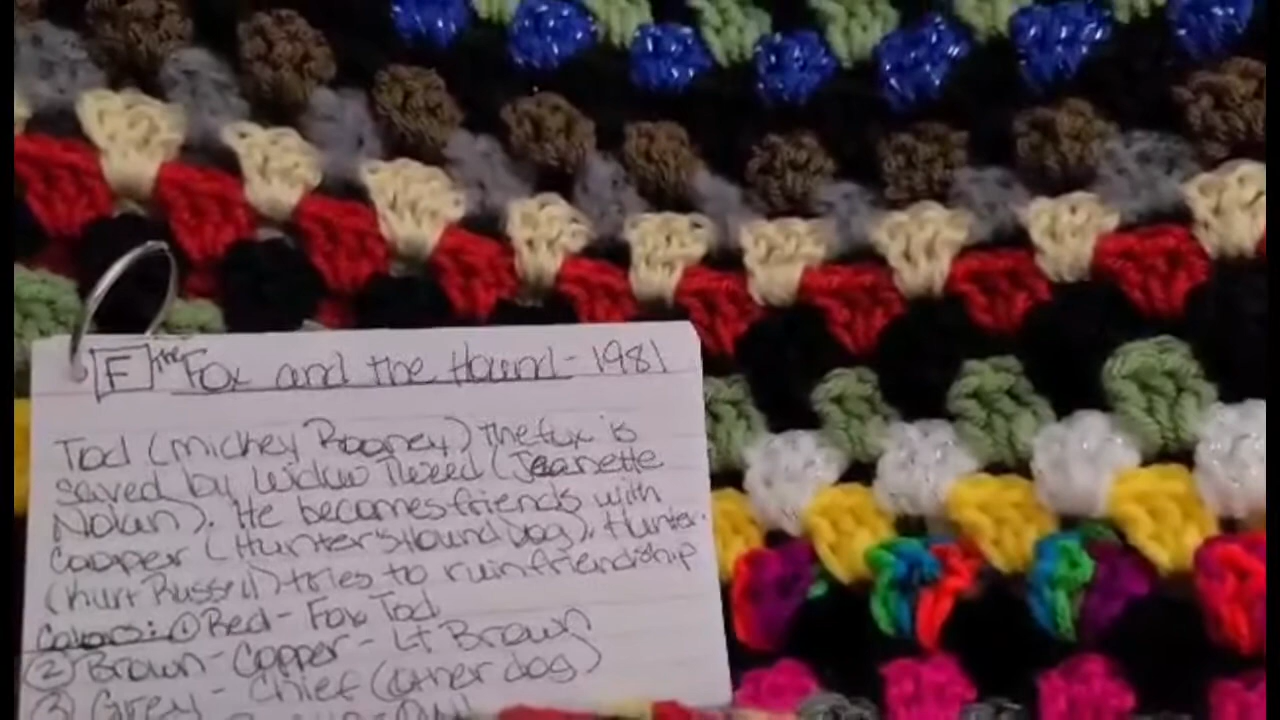 F The Fox and the Hound - 1981
Tod (Mickey Rooney) The fox is
saved by Widow Tweed (Jeanette
Nolan). He becomes friends with
Copper (Hunter's Hound Dog). Hunter
(Kurt Russell) tries to ruin friendship
Colors: ① Red - Fox Tod
② Brown - Copper - Lt Brown
③ Grey - Chief (other dog)